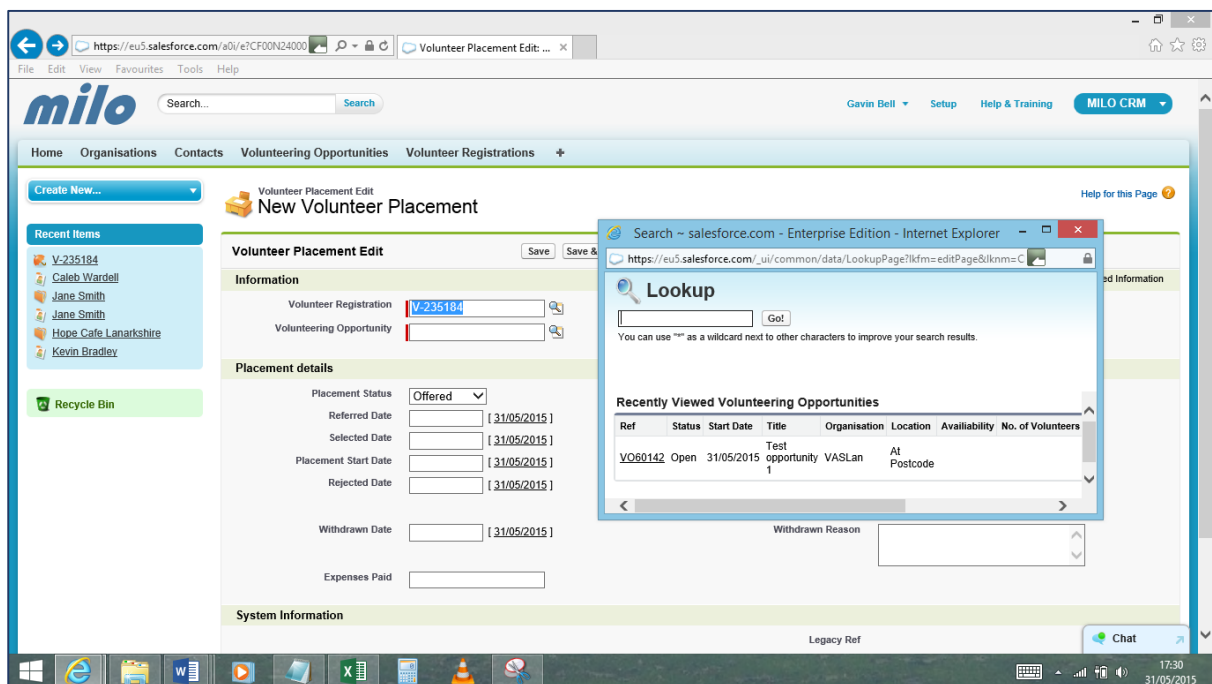 https://eu5.salesforce.com/a0i/e?CF00N24000
Volunteer Placement Edit: ...
File Edit View Favourites Tools Help
milo
Search...
Search
Gavin Bell
Setup
Help & Training
MILO CRM
Home Organisations Contacts Volunteering Opportunities Volunteer Registrations +
Create New...
Recent Items
V-235184
Caleb Wardell
Jane Smith
Jane Smith
Hope Cafe Lanarkshire
Kevin Bradley
Recycle Bin
Volunteer Placement Edit
New Volunteer Placement
Help for this Page
Volunteer Placement Edit
Save
Save &
Information
ed Information
Volunteer Registration V-235184
Volunteering Opportunity
Placement details
Placement Status Offered
Referred Date [ 31/05/2015 ]
Selected Date [ 31/05/2015 ]
Placement Start Date [ 31/05/2015 ]
Rejected Date [ 31/05/2015 ]
Withdrawn Date [ 31/05/2015 ]
Withdrawn Reason
Expenses Paid
System Information
Legacy Ref
Search ~ salesforce.com - Enterprise Edition - Internet Explorer
https://eu5.salesforce.com/_ui/common/data/LookupPage?lkfm=editPage&lknm=C
Lookup
Go!
You can use "*" as a wildcard next to other characters to improve your search results.
Recently Viewed Volunteering Opportunities
Ref Status Start Date Title Organisation Location Availiability No. of Volunteers
VO60142 Open 31/05/2015 Test opportunity 1 VASLan At Postcode
Chat
17:30
31/05/2015